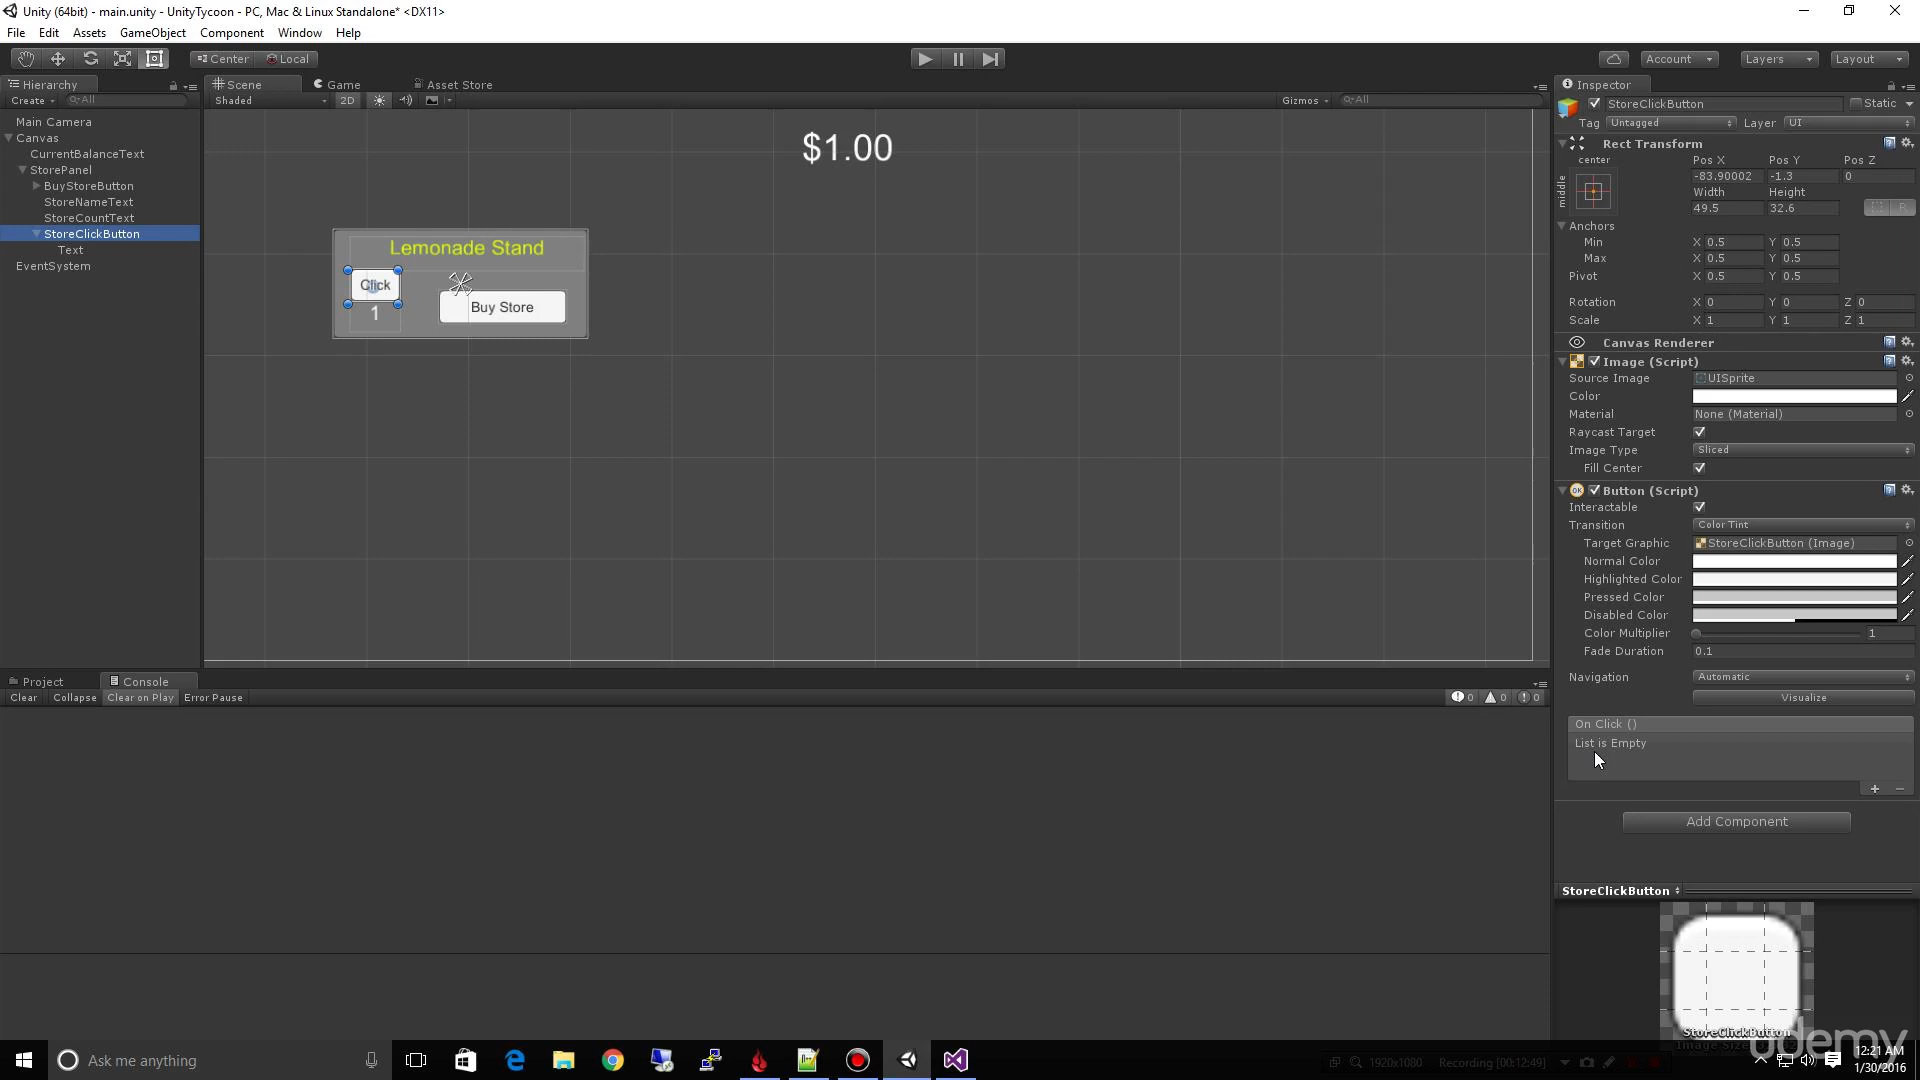 Unity (64bit) - main.unity - UnityTycoon - PC, Mac & Linux Standalone* <DX11>
File Edit Assets GameObject Component Window Help
Center Local Account Layers Layout
Hierarchy Scene Game Asset Store Inspector
Create All Shaded 2D Gizmos All
StoreClickButton Static
Tag Untagged Layer UI
Main Camera
Canvas
CurrentBalanceText
StorePanel
BuyStoreButton
StoreNameText
StoreCountText
StoreClickButton
Text
EventSystem
$1.00
Lemonade Stand
Click
1
Buy Store
Rect Transform
center Pos X Pos Y Pos Z
middle -83.90002 -1.3 0
Width Height
49.5 32.6 R
Anchors
Min X 0.5 Y 0.5
Max X 0.5 Y 0.5
Pivot X 0.5 Y 0.5
Rotation X 0 Y 0 Z 0
Scale X 1 Y 1 Z 1
Canvas Renderer
Image (Script)
Source Image UISprite
Color
Material None (Material)
Raycast Target
Image Type Sliced
Fill Center
OK Button (Script)
Interactable
Transition Color Tint
Target Graphic StoreClickButton (Image)
Normal Color
Highlighted Color
Pressed Color
Disabled Color
Color Multiplier 1
Fade Duration 0.1
Navigation Automatic
Visualize
On Click ()
List is Empty
Add Component
StoreClickButton
StoreClickButton
Project Console
Clear Collapse Clear on Play Error Pause 0 0 0
udemy
Ask me anything
1920x1080 Recording [00:12:49]
12:21 AM
1/30/2016